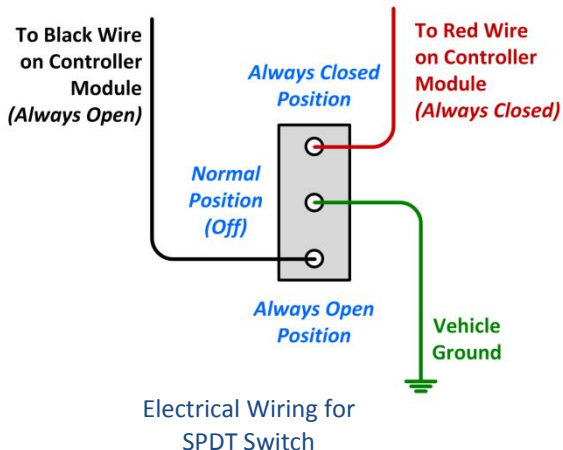 To Black Wire
on Controller
Module
(Always Open)
Always Closed
Position
To Red Wire
on Controller
Module
(Always Closed)
Normal
Position
(Off)
Always Open
Position
Vehicle
Ground
Electrical Wiring for
SPDT Switch